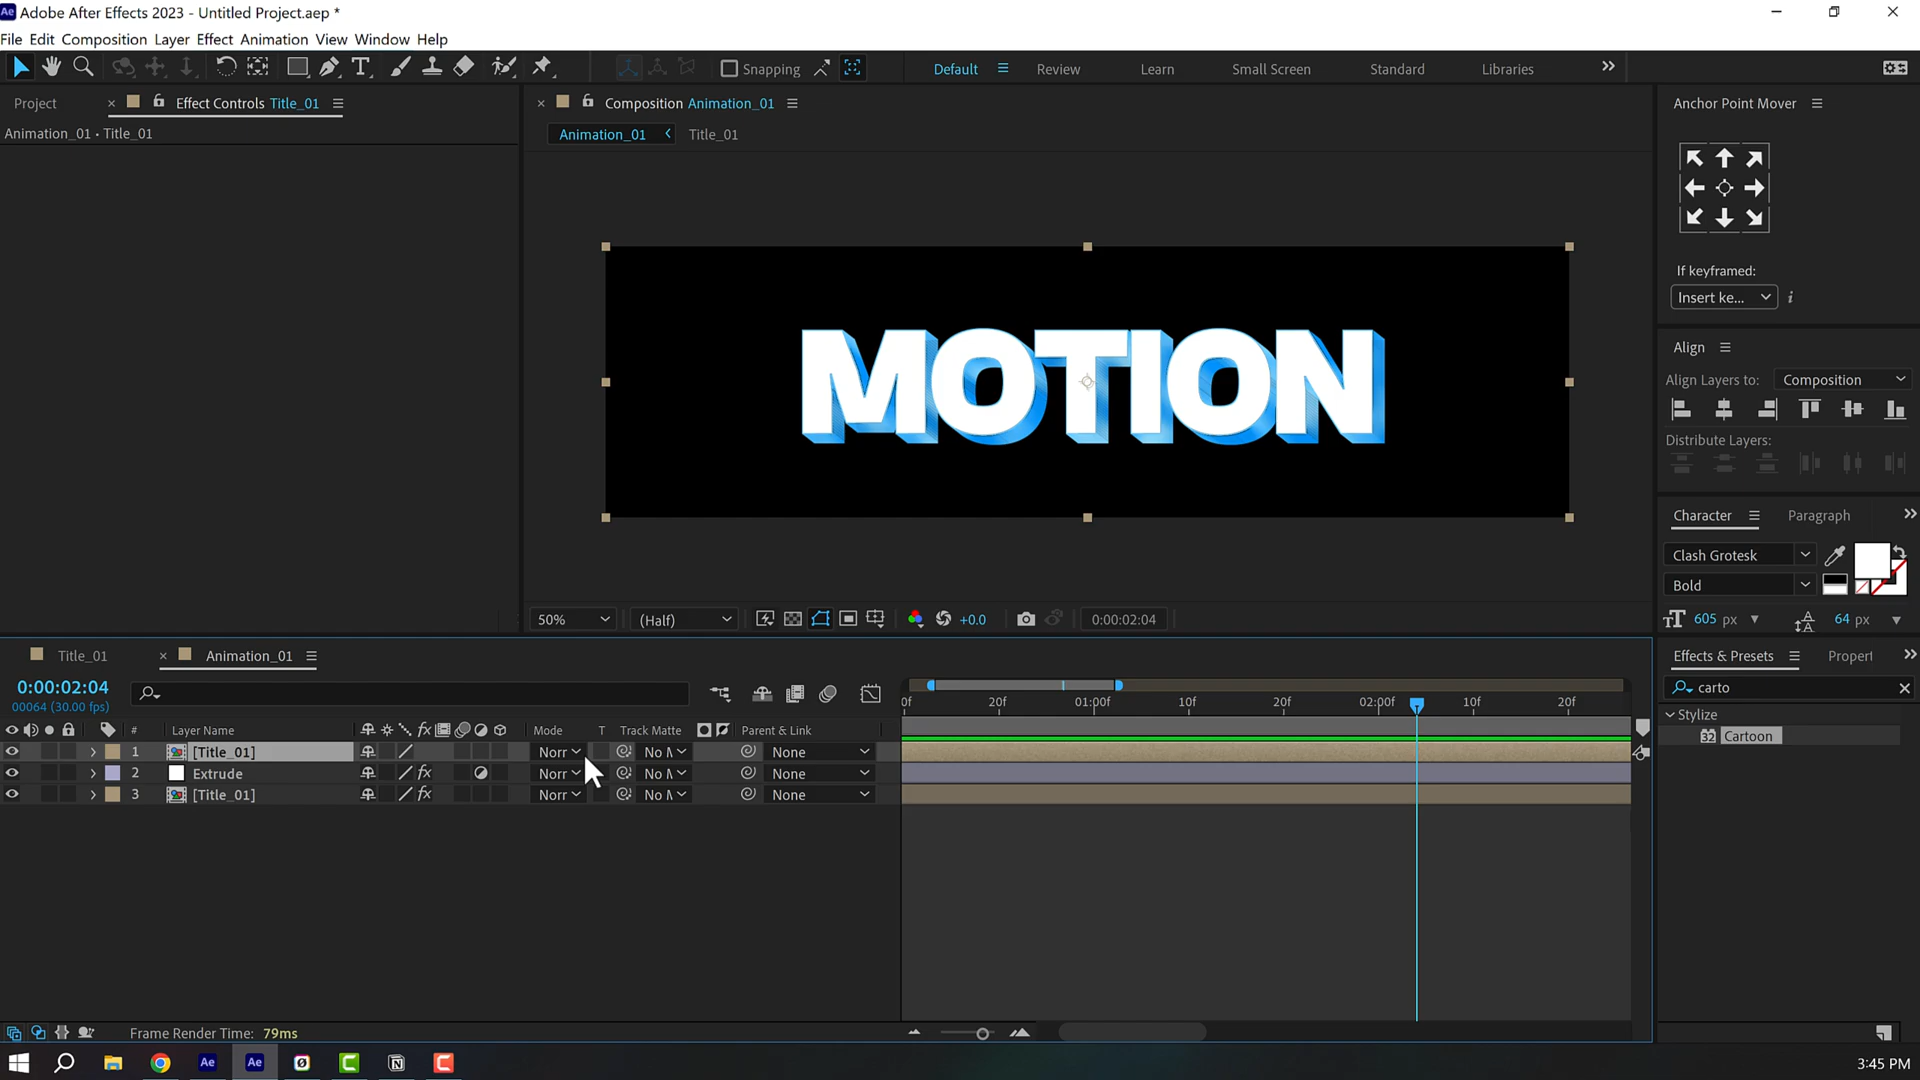 Adobe After Effects 2023 - Untitled Project.aep *
File Edit Composition Layer Effect Animation View Window Help
Snapping
Default
Review
Learn
Small Screen
Standard
Libraries
Project
Effect Controls Title_01
Composition Animation_01
Anchor Point Mover
Animation_01 • Title_01
Animation_01
Title_01
If keyframed:
Insert ke...
MOTION
Align
Align Layers to:
Composition
Distribute Layers:
Character
Paragraph
Clash Grotesk
Bold
50%
(Half)
+0.0
0:00:02:04
605 px
64 px
Title_01
Animation_01
Effects & Presets
Propert
0:00:02:04
00064 (30.00 fps)
carto
0f
20f
01:00f
10f
20f
02:00f
10f
20f
# Layer Name
Mode
T
Track Matte
Parent & Link
Stylize
32 Cartoon
1 [Title_01]
Norr
No M
None
2 Extrude
Norr
No M
None
3 [Title_01]
Norr
No M
None
Frame Render Time: 79ms
3:45 PM